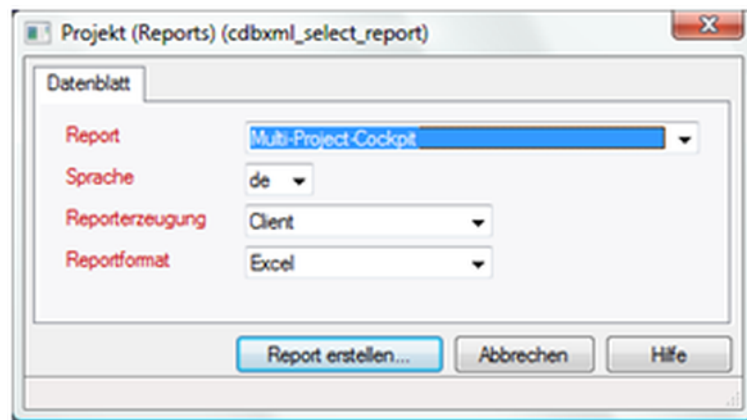 Projekt (Reports) (cdbxml_select_report)
Datenblatt
Report Multi-Project-Cockpit
Sprache de
Reporterzeugung Client
Reportformat Excel
Report erstellen... Abbrechen Hilfe